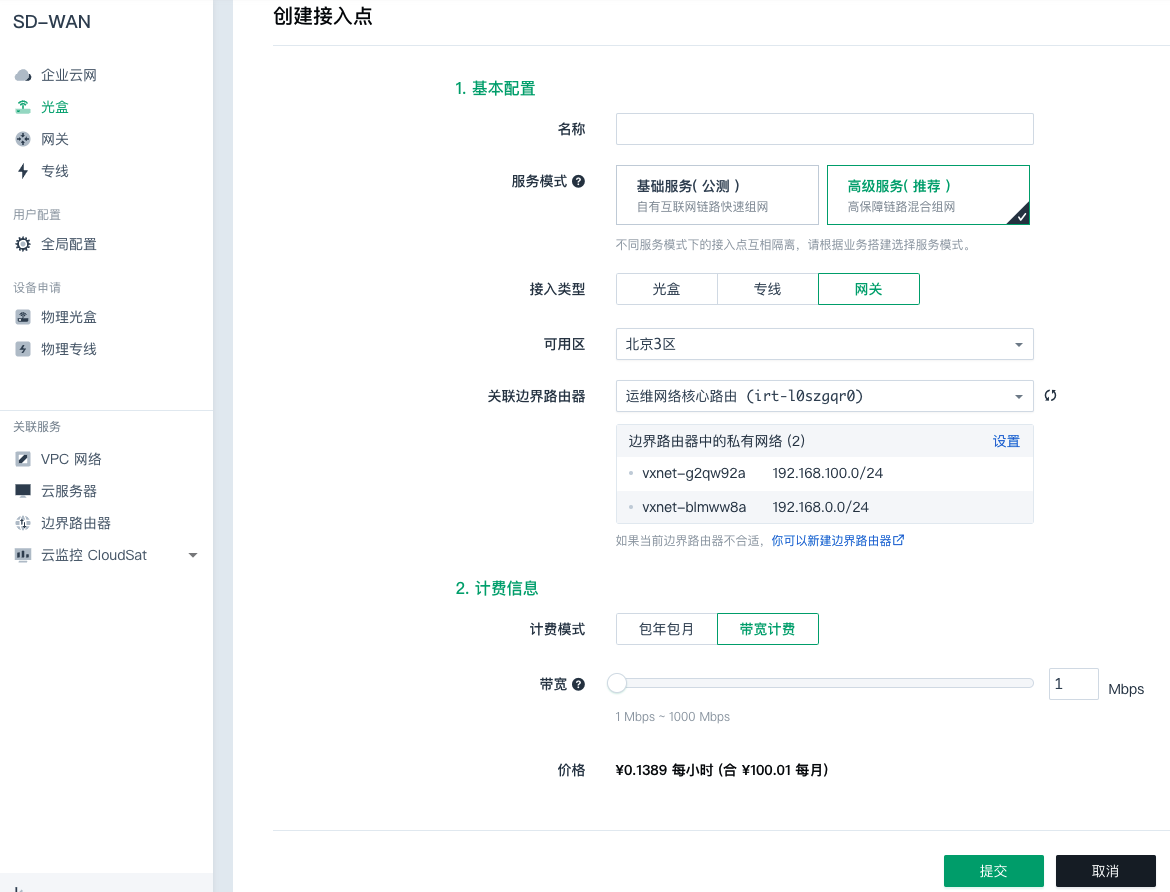 SD-WAN
企业云网
光盒
网关
专线
用户配置
全局配置
设备申请
物理光盒
物理专线
关联服务
VPC 网络
云服务器
边界路由器
云监控 CloudSat
创建接入点
1. 基本配置
名称
服务模式
基础服务( 公测 )
自有互联网链路快速组网
高级服务( 推荐 )
高保障链路混合组网
不同服务模式下的接入点互相隔离，请根据业务搭建选择服务模式。
接入类型
光盒 专线 网关
可用区 北京3区
关联边界路由器 运维网络核心路由 (irt-l0szgqr0)
边界路由器中的私有网络 (2) 设置
vxnet-g2qw92a 192.168.100.0/24
vxnet-blmww8a 192.168.0.0/24
如果当前边界路由器不合适，你可以新建边界路由器
2. 计费信息
计费模式 包年包月 带宽计费
带宽 1 Mbps
1 Mbps ~ 1000 Mbps
价格 ¥0.1389 每小时 (合 ¥100.01 每月)
提交 取消